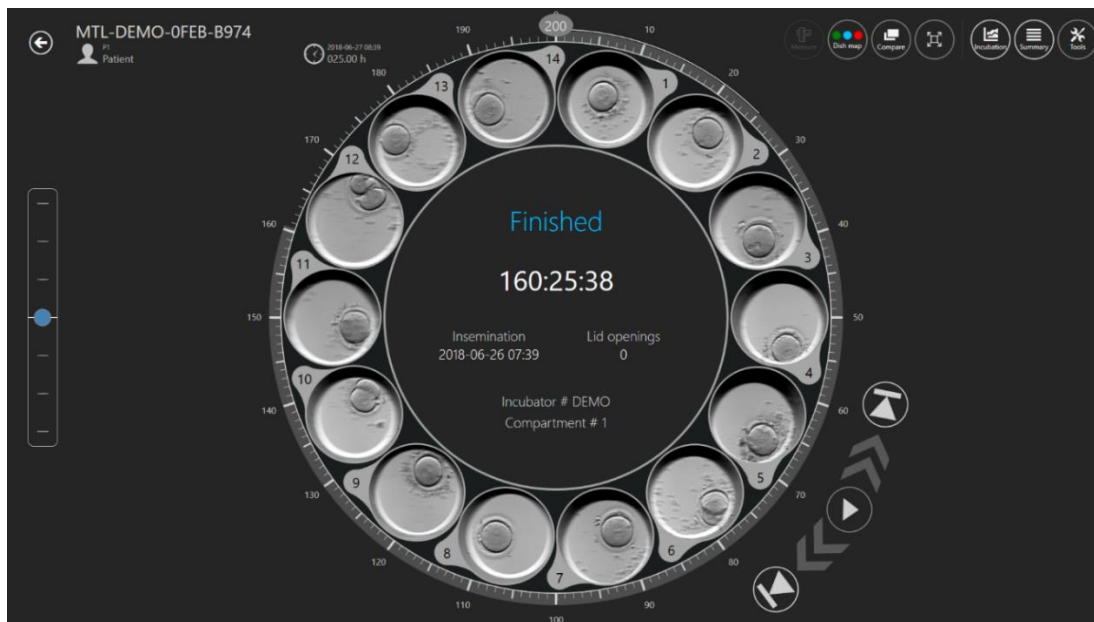 MTL-DEMO-0FEB-B974
P1
Patient
2018-06-27 08:39
025.00 h
Measure
Dish map
Compare
Incubation
Summary
Tools
200
10
20
30
40
50
60
70
80
90
100
110
120
130
140
150
160
170
180
190
1
2
3
4
5
6
7
8
9
10
11
12
13
14
Finished
160:25:38
Insemination
2018-06-26 07:39
Lid openings
0
Incubator # DEMO
Compartment # 1